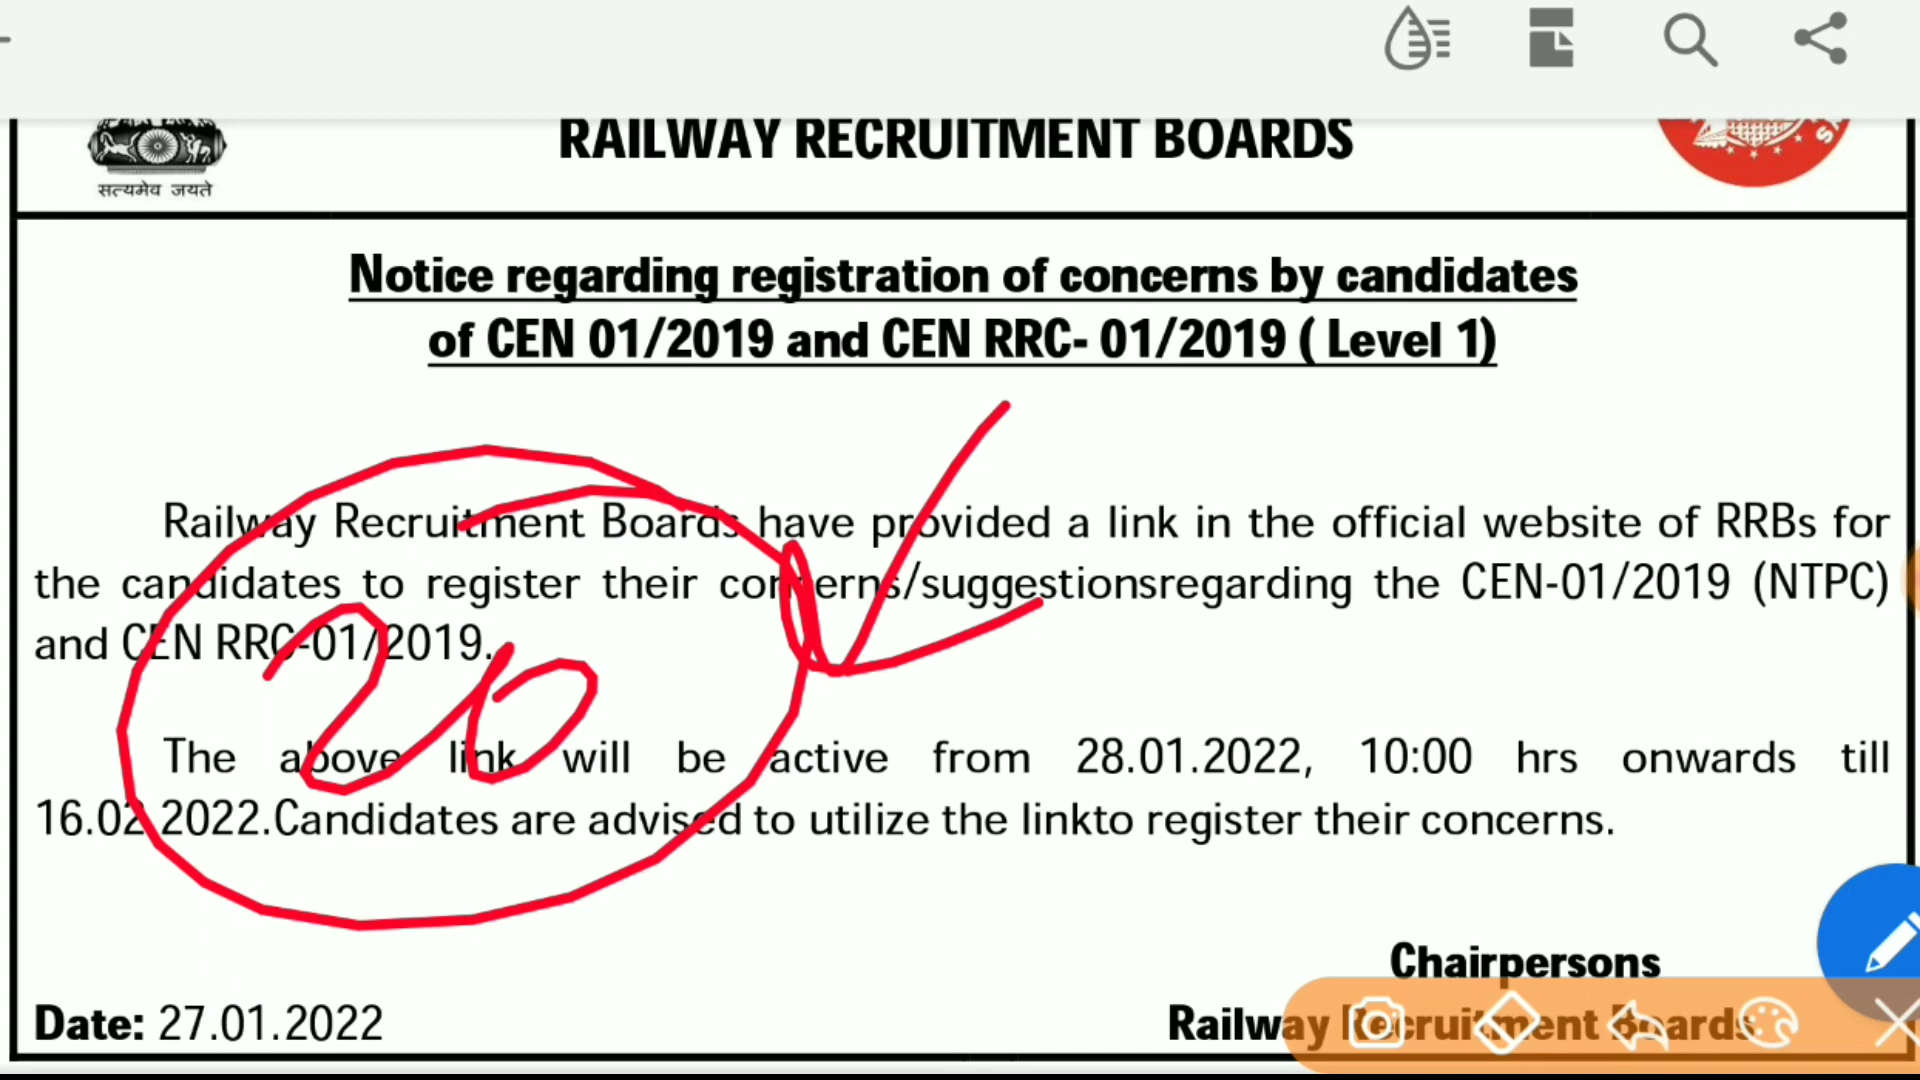 RAILWAY RECRUITMENT BOARDS
सत्यमेव जयते
Notice regarding registration of concerns by candidates
of CEN 01/2019 and CEN RRC- 01/2019 ( Level 1)
Railway Recruitment Boards have provided a link in the official website of RRBs for
the candidates to register their concerns/suggestionsregarding the CEN-01/2019 (NTPC)
and CEN RRC-01/2019.
20
The above link will be active from 28.01.2022, 10:00 hrs onwards till
16.02.2022.Candidates are advised to utilize the linkto register their concerns.
Chairpersons
Date: 27.01.2022
Railway Recruitment Boards